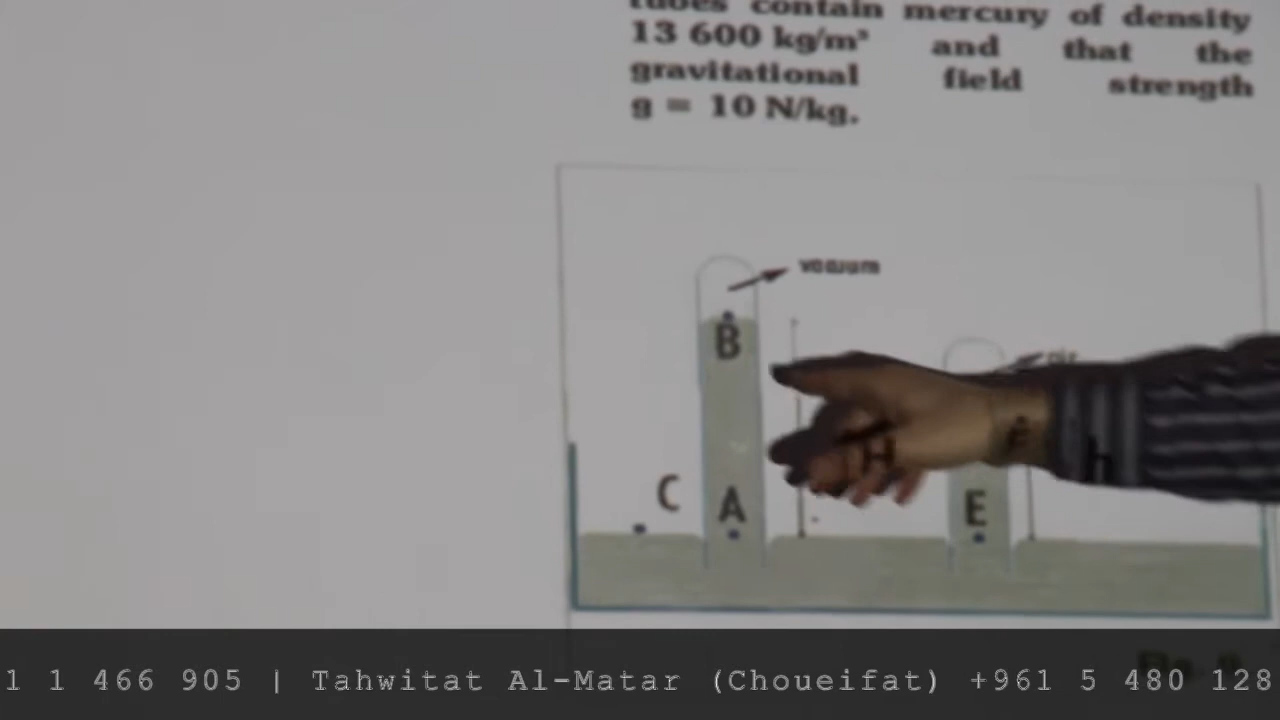 tubes contain mercury of density
13 600 kg/m³ and that the
gravitational field strength
g = 10 N/kg.
vacuum
B
air
H
F
h
C
A
E
1 1 466 905 | Tahwitat Al-Matar (Choueifat) +961 5 480 128